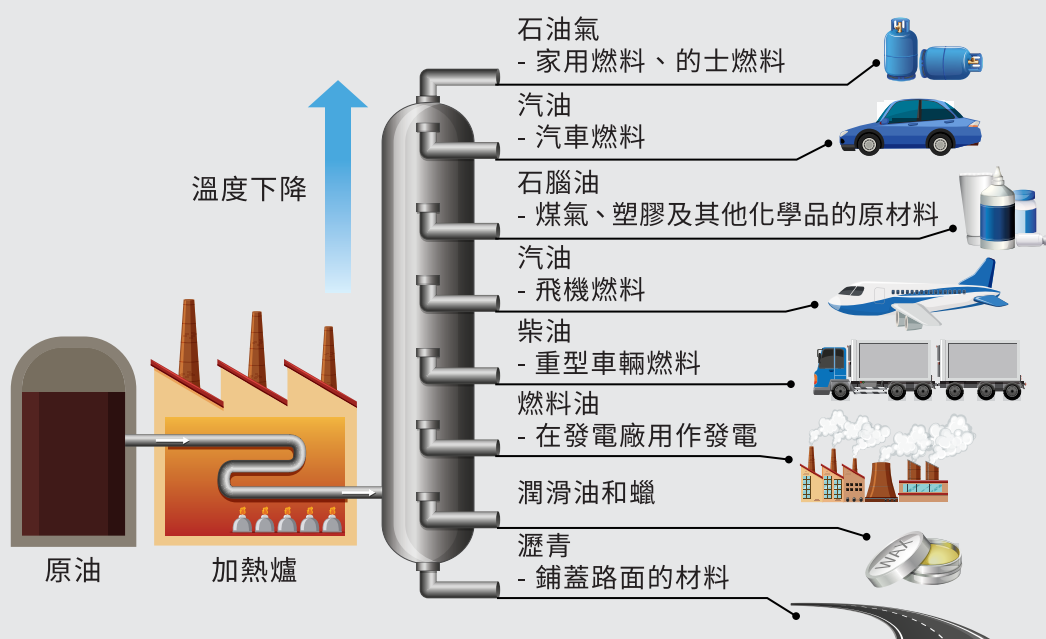 石油氣
- 家用燃料、的士燃料
汽油
- 汽車燃料
溫度下降
石腦油
- 煤氣、塑膠及其他化學品的原材料
汽油
- 飛機燃料
柴油
- 重型車輛燃料
燃料油
- 在發電廠用作發電
潤滑油和蠟
瀝青
- 鋪蓋路面的材料
原油
加熱爐
WAX